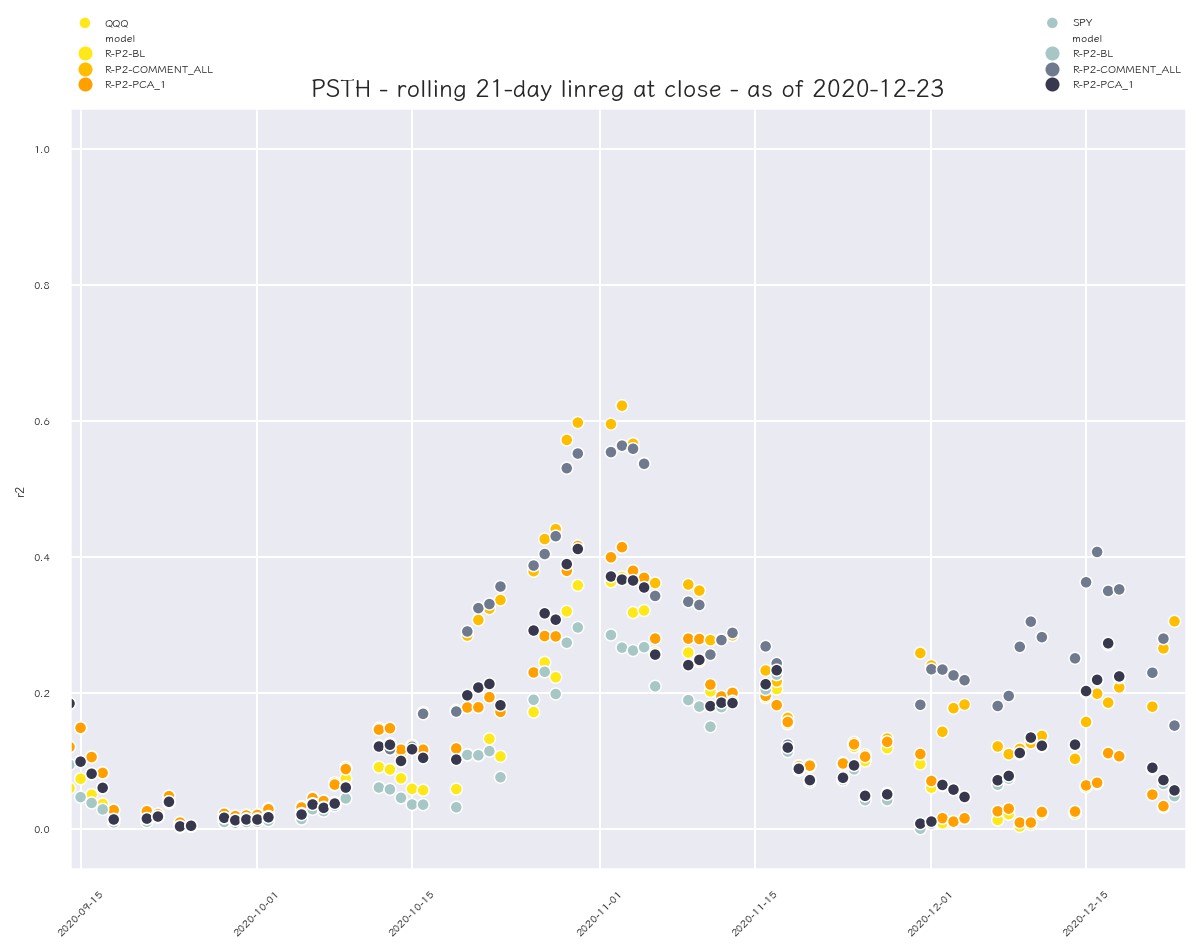 QQQ
model
R-P2-BL
R-P2-COMMENT_ALL
R-P2-PCA_1
SPY
model
R-P2-BL
R-P2-COMMENT_ALL
R-P2-PCA_1
PSTH - rolling 21-day linreg at close - as of 2020-12-23
1.0
0.8
0.6
0.4
0.2
0.0
r2
2020-09-15
2020-10-01
2020-10-15
2020-11-01
2020-11-15
2020-12-01
2020-12-15